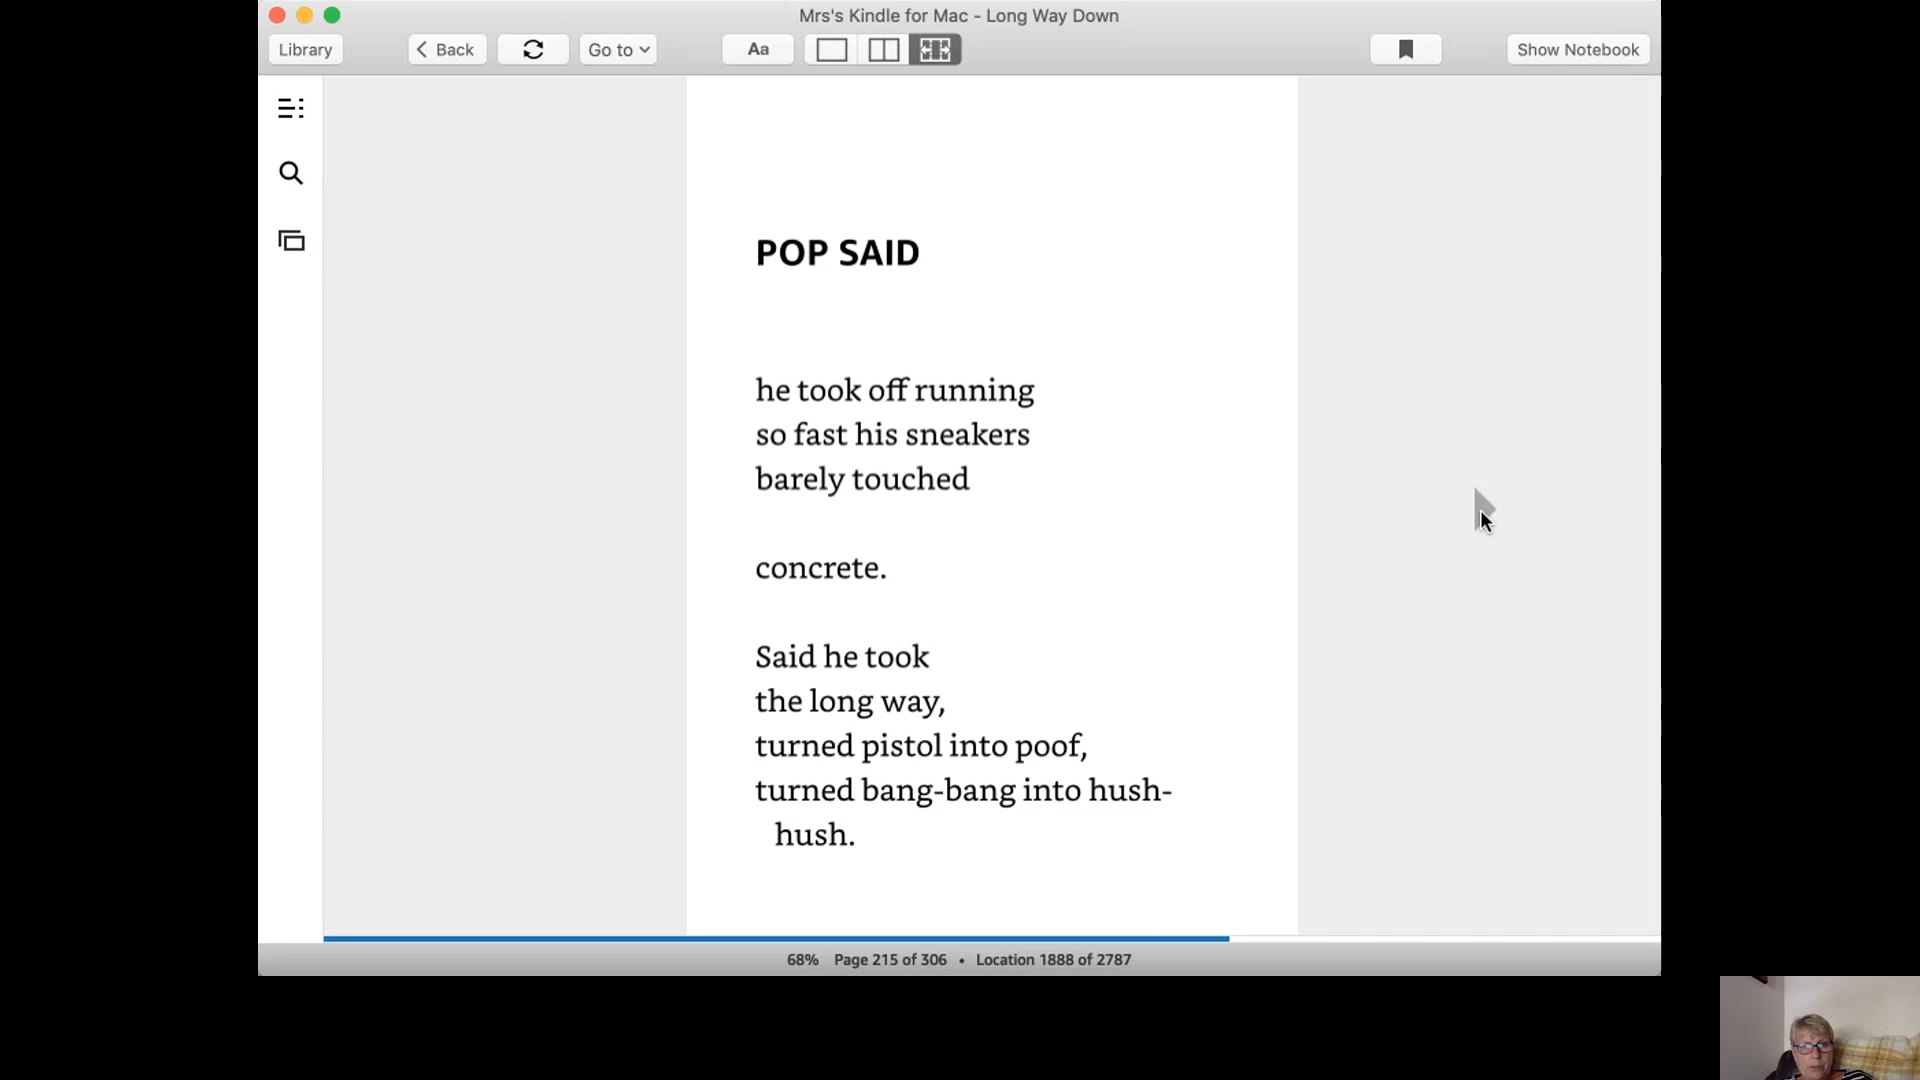 Mrs's Kindle for Mac - Long Way Down
Library
Back
Go to
Aa
Show Notebook
POP SAID
he took off running
so fast his sneakers
barely touched
concrete.
Said he took
the long way,
turned pistol into poof,
turned bang-bang into hush-
hush.
68% Page 215 of 306 • Location 1888 of 2787